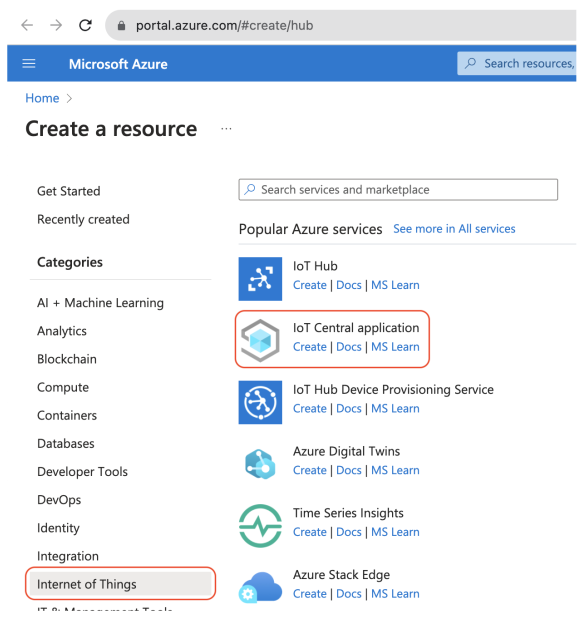 portal.azure.com/#create/hub
Microsoft Azure
Search resources,
Home >
Create a resource ...
Get Started
Recently created
Categories
AI + Machine Learning
Analytics
Blockchain
Compute
Containers
Databases
Developer Tools
DevOps
Identity
Integration
Internet of Things
IT & Management Tools
Search services and marketplace
Popular Azure services See more in All services
IoT Hub
Create | Docs | MS Learn
IoT Central application
Create | Docs | MS Learn
IoT Hub Device Provisioning Service
Create | Docs | MS Learn
Azure Digital Twins
Create | Docs | MS Learn
Time Series Insights
Create | Docs | MS Learn
Azure Stack Edge
Create | Docs | MS Learn